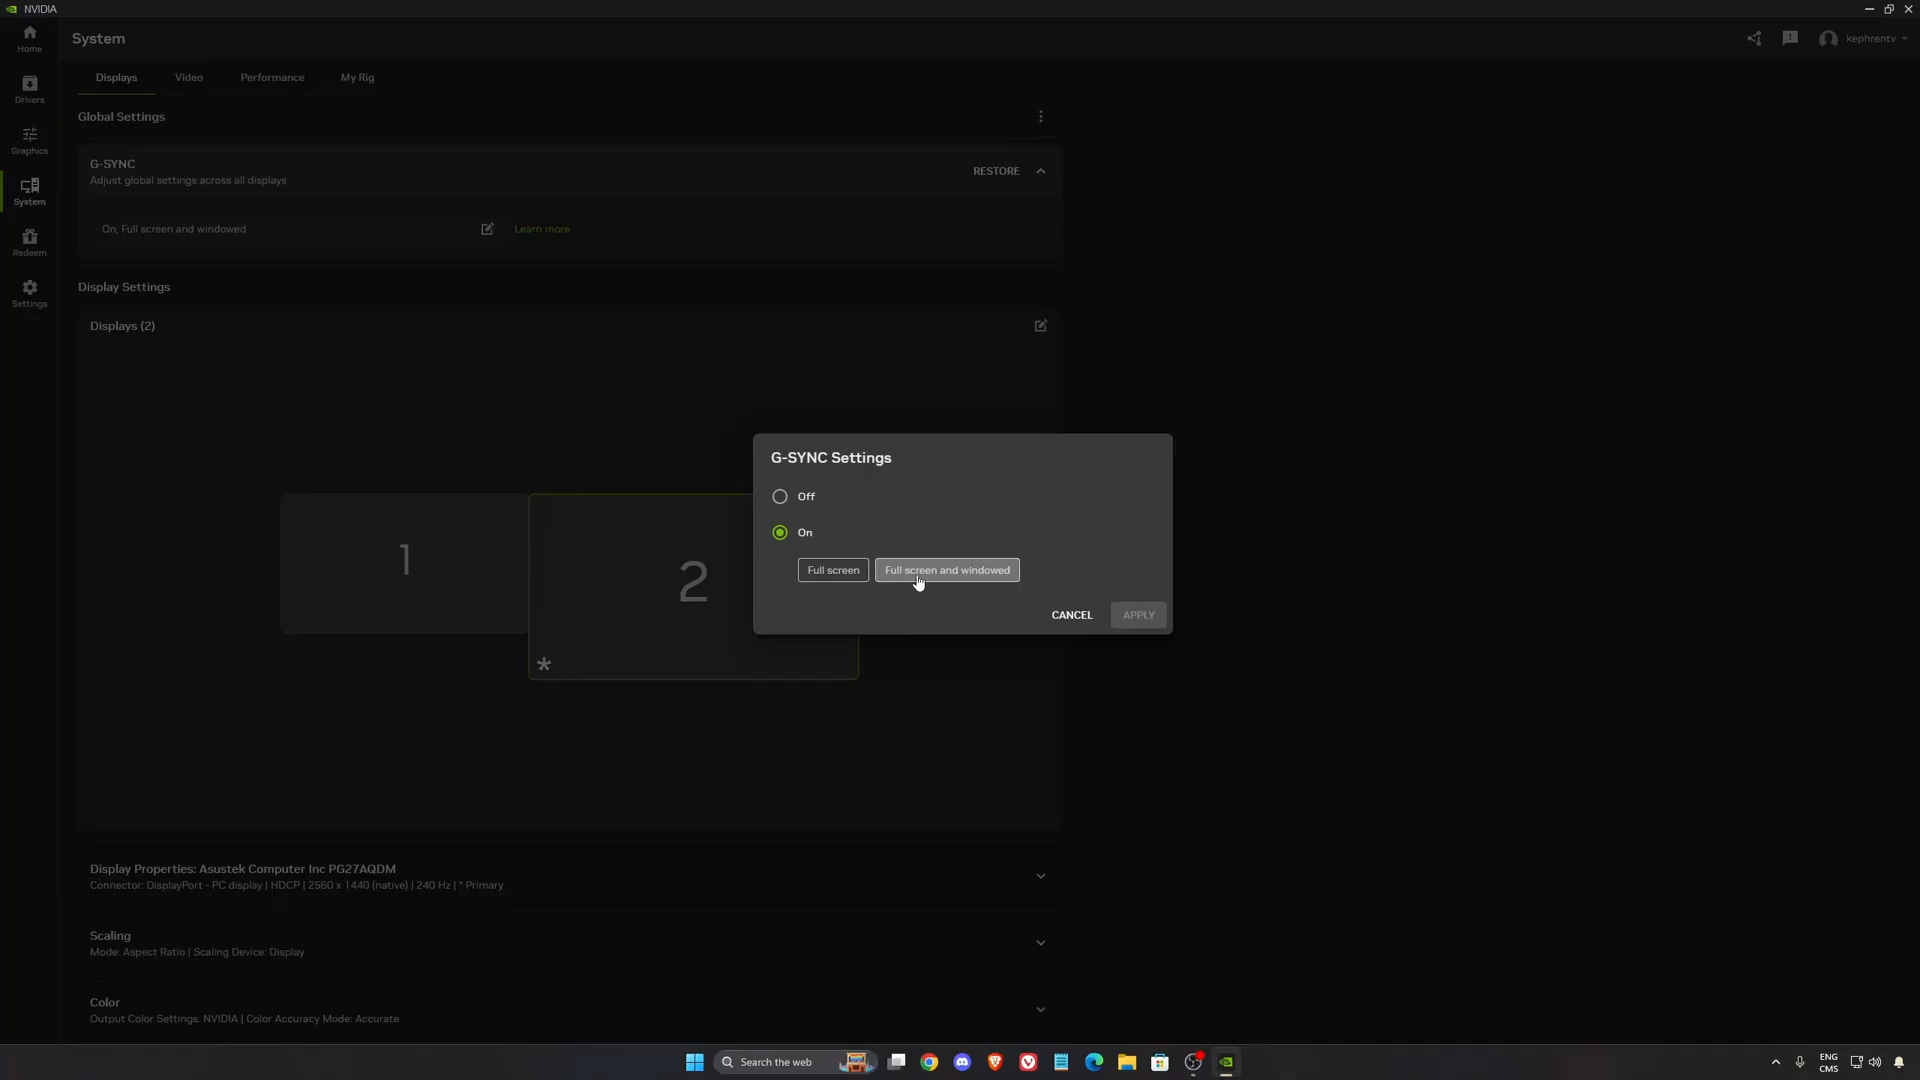 NVIDIA
Home
System
kephrentv
Displays
Video
Performance
My Rig
Drivers
Global Settings
Graphics
G-SYNC
Adjust global settings across all displays
RESTORE
System
On, Full screen and windowed
Learn more
Redeem
Display Settings
Settings
Displays (2)
1
2
*
G-SYNC Settings
Off
On
Full screen
Full screen and windowed
CANCEL
APPLY
Display Properties: Asustek Computer Inc PG27AQDM
Connector: DisplayPort - PC display | HDCP | 2560 x 1440 (native) | 240 Hz | * Primary
Scaling
Mode: Aspect Ratio | Scaling Device: Display
Color
Output Color Settings: NVIDIA | Color Accuracy Mode: Accurate
Search the web
ENG
CMS